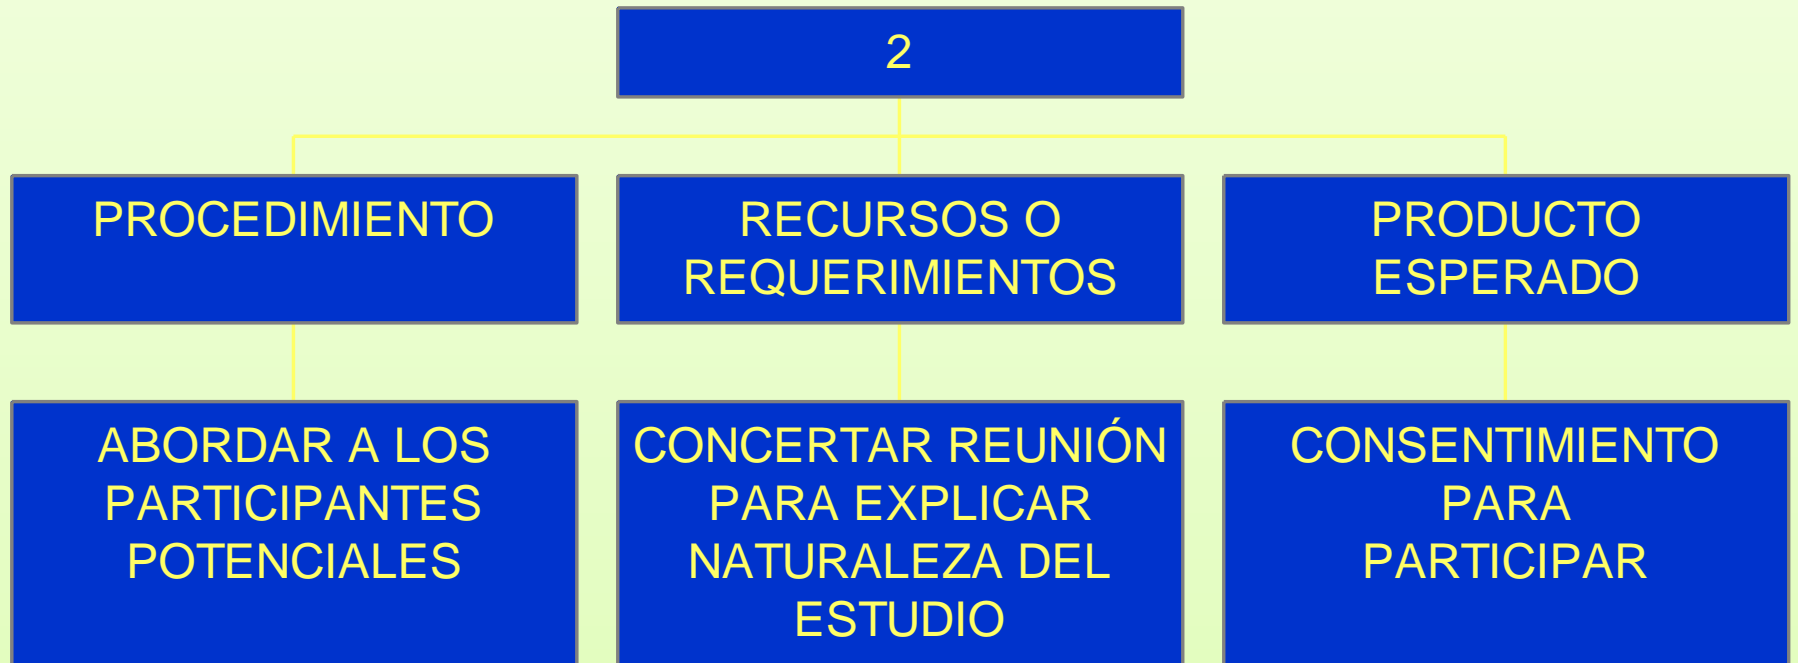 2
PROCEDIMIENTO
RECURSOS O
REQUERIMIENTOS
PRODUCTO
ESPERADO
ABORDAR A LOS
PARTICIPANTES
POTENCIALES
CONCERTAR REUNIÓN
PARA EXPLICAR
NATURALEZA DEL
ESTUDIO
CONSENTIMIENTO
PARA
PARTICIPAR